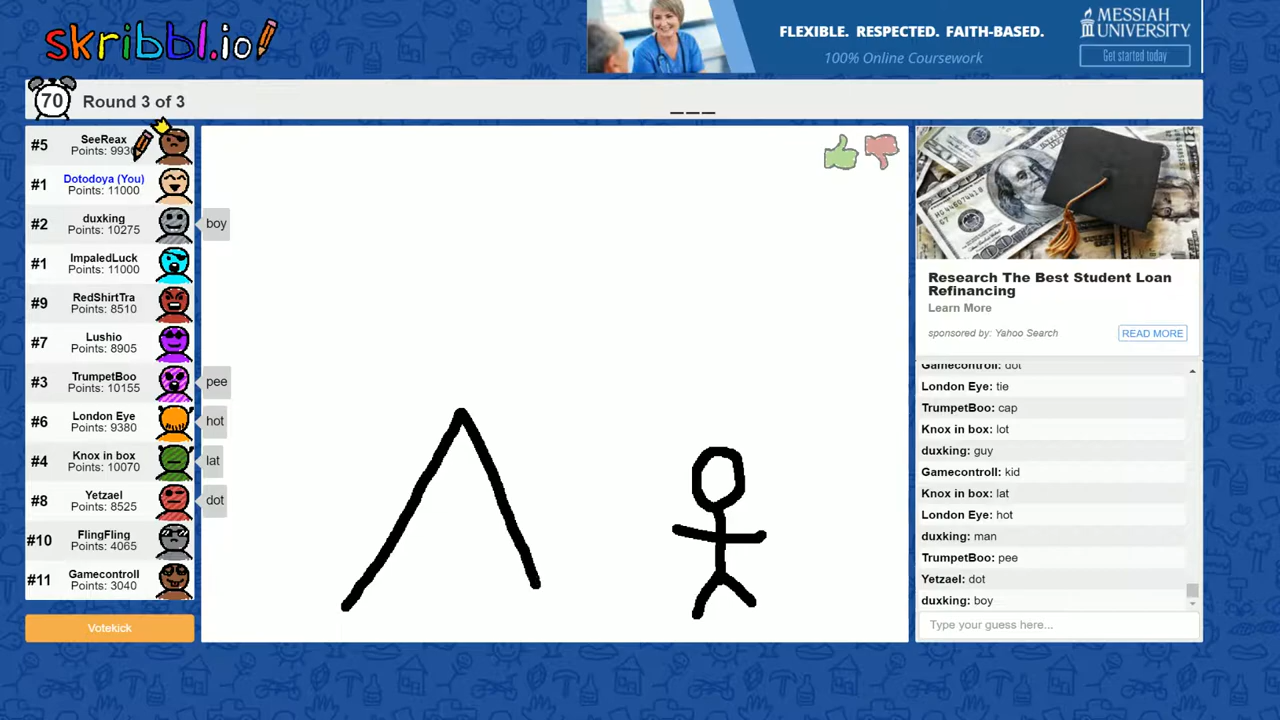 skribbl.io!
FLEXIBLE. RESPECTED. FAITH-BASED.
100% Online Coursework
MESSIAH
UNIVERSITY
Get started today
70
Round 3 of 3
_ _ _
#5
SeeReax
Points: 9930
#1
Dotodoya (You)
Points: 11000
#2
duxking
Points: 10275
boy
#1
ImpaledLuck
Points: 11000
#9
RedShirtTra
Points: 8510
#7
Lushio
Points: 8905
#3
TrumpetBoo
Points: 10155
pee
#6
London Eye
Points: 9380
hot
#4
Knox in box
Points: 10070
lat
#8
Yetzael
Points: 8525
dot
#10
FlingFling
Points: 4065
#11
Gamecontroll
Points: 3040
Votekick
Research The Best Student Loan
Refinancing
Learn More
sponsored by: Yahoo Search
READ MORE
Gamecontroll: dot
London Eye: tie
TrumpetBoo: cap
Knox in box: lot
duxking: guy
Gamecontroll: kid
Knox in box: lat
London Eye: hot
duxking: man
TrumpetBoo: pee
Yetzael: dot
duxking: boy
Type your guess here...